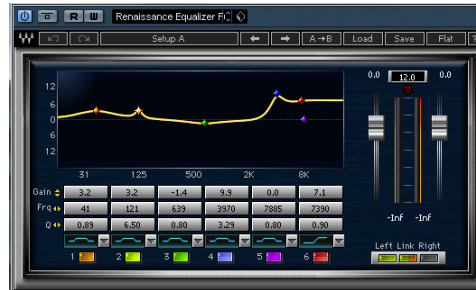 R W Renaissance Equalizer Fi
Setup A A→B Load Save Flat ?
12
6
0
6
12
31 125 500 2K 8K
Gain 3.2 3.2 -1.4 9.9 0.0 7.1
Frq 41 121 639 3970 7885 7390
Q 0.89 6.50 0.80 3.29 0.80 0.90
1 2 3 4 5 6
0.0 12.0 0.0
-Inf -Inf
Left Link Right